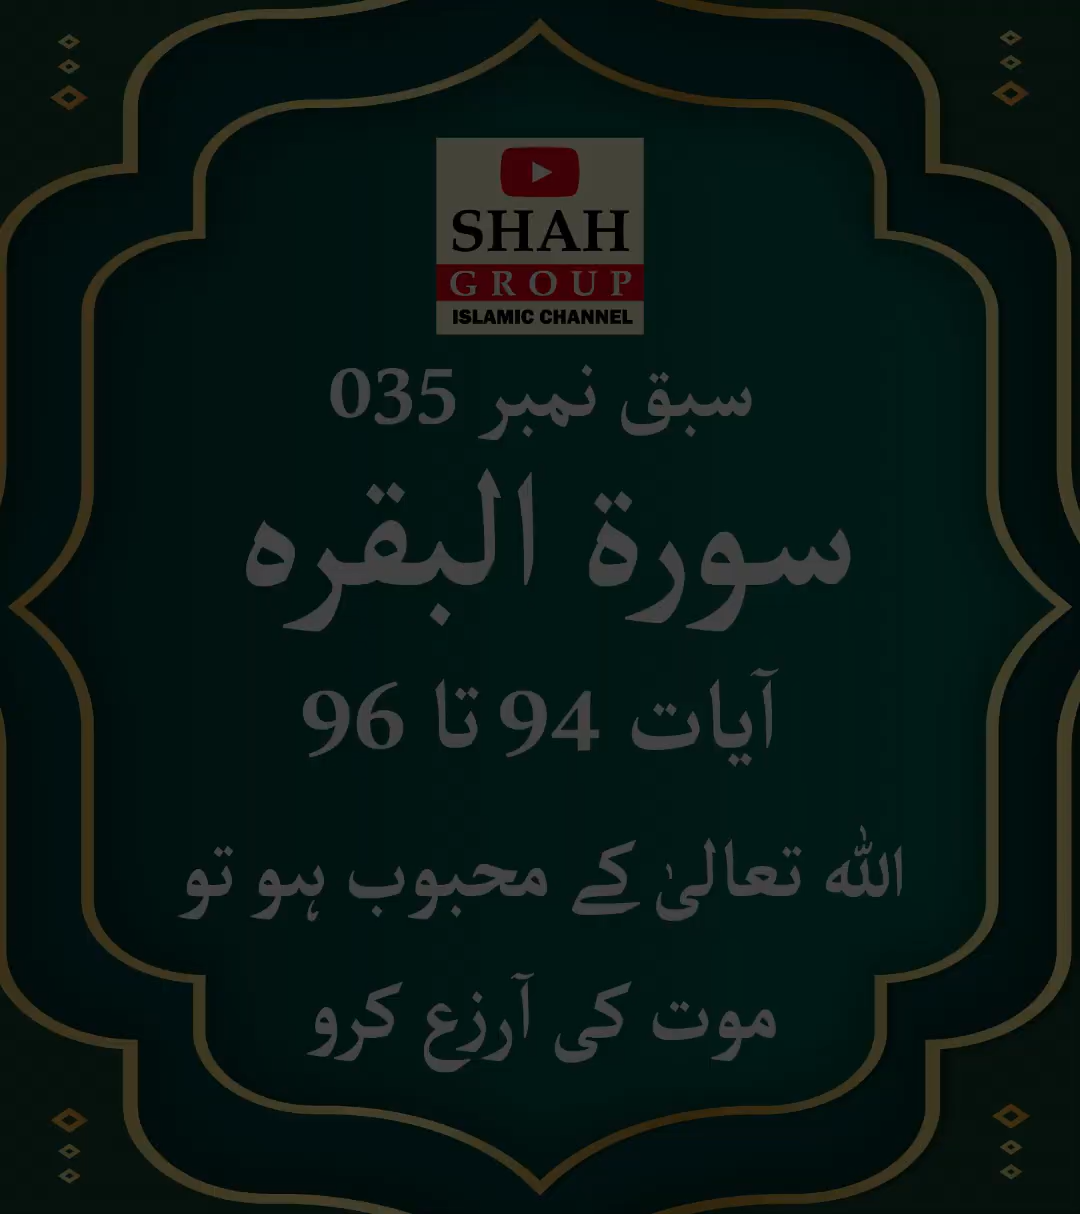 SHAH
GROUP
ISLAMIC CHANNEL
سبق نمبر 035
سورۃ البقرہ
آیات 94 تا 96
اللہ تعالیٰ کے محبوب ہو تو
موت کی آرزع کرو